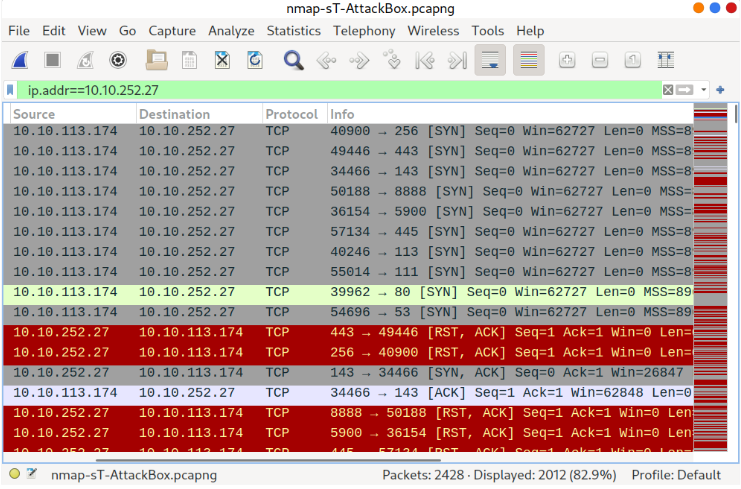 nmap-sT-AttackBox.pcapng
File Edit View Go Capture Analyze Statistics Telephony Wireless Tools Help
ip.addr==10.10.252.27
Source Destination Protocol Info
10.10.113.174 10.10.252.27 TCP 40900 → 256 [SYN] Seq=0 Win=62727 Len=0 MSS=8
10.10.113.174 10.10.252.27 TCP 49446 → 443 [SYN] Seq=0 Win=62727 Len=0 MSS=8
10.10.113.174 10.10.252.27 TCP 34466 → 143 [SYN] Seq=0 Win=62727 Len=0 MSS=8
10.10.113.174 10.10.252.27 TCP 50188 → 8888 [SYN] Seq=0 Win=62727 Len=0 MSS=
10.10.113.174 10.10.252.27 TCP 36154 → 5900 [SYN] Seq=0 Win=62727 Len=0 MSS=
10.10.113.174 10.10.252.27 TCP 57134 → 445 [SYN] Seq=0 Win=62727 Len=0 MSS=8
10.10.113.174 10.10.252.27 TCP 40246 → 113 [SYN] Seq=0 Win=62727 Len=0 MSS=8
10.10.113.174 10.10.252.27 TCP 55014 → 111 [SYN] Seq=0 Win=62727 Len=0 MSS=8
10.10.113.174 10.10.252.27 TCP 39962 → 80 [SYN] Seq=0 Win=62727 Len=0 MSS=89
10.10.113.174 10.10.252.27 TCP 54696 → 53 [SYN] Seq=0 Win=62727 Len=0 MSS=89
10.10.252.27 10.10.113.174 TCP 443 → 49446 [RST, ACK] Seq=1 Ack=1 Win=0 Len=
10.10.252.27 10.10.113.174 TCP 256 → 40900 [RST, ACK] Seq=1 Ack=1 Win=0 Len=
10.10.252.27 10.10.113.174 TCP 143 → 34466 [SYN, ACK] Seq=0 Ack=1 Win=26847
10.10.113.174 10.10.252.27 TCP 34466 → 143 [ACK] Seq=1 Ack=1 Win=62848 Len=0
10.10.252.27 10.10.113.174 TCP 8888 → 50188 [RST, ACK] Seq=1 Ack=1 Win=0 Len
10.10.252.27 10.10.113.174 TCP 5900 → 36154 [RST, ACK] Seq=1 Ack=1 Win=0 Len
nmap-sT-AttackBox.pcapng Packets: 2428 · Displayed: 2012 (82.9%) Profile: Default